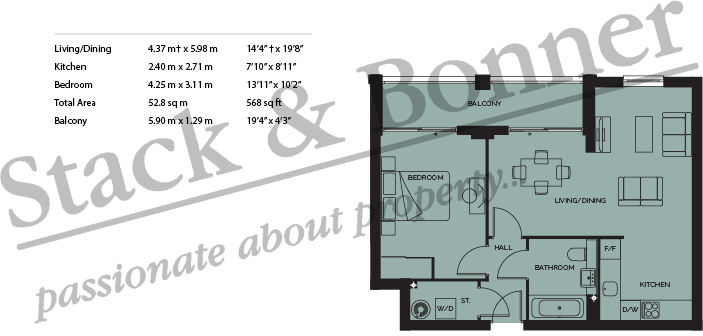 Living/Dining 4.37 m† x 5.98 m 14'4" † x 19'8"
Kitchen 2.40 m x 2.71 m 7'10" x 8'11"
Bedroom 4.25 m x 3.11 m 13'11" x 10'2"
Total Area 52.8 sq m 568 sq ft
Balcony 5.90 m x 1.29 m 19'4" x 4'3"
Stack & Bonner
passionate about property...
BALCONY
BEDROOM
LIVING/DINING
HALL
F/F
BATHROOM
KITCHEN
ST.
W/D
D/W